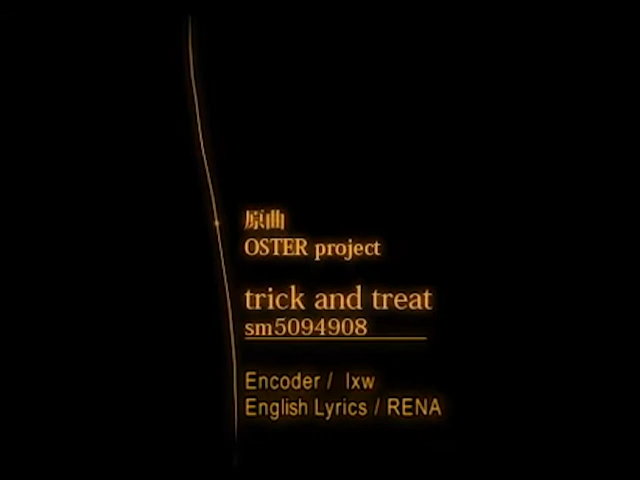 原曲
OSTER project
trick and treat
sm5094908
Encoder / lxw
English Lyrics / RENA